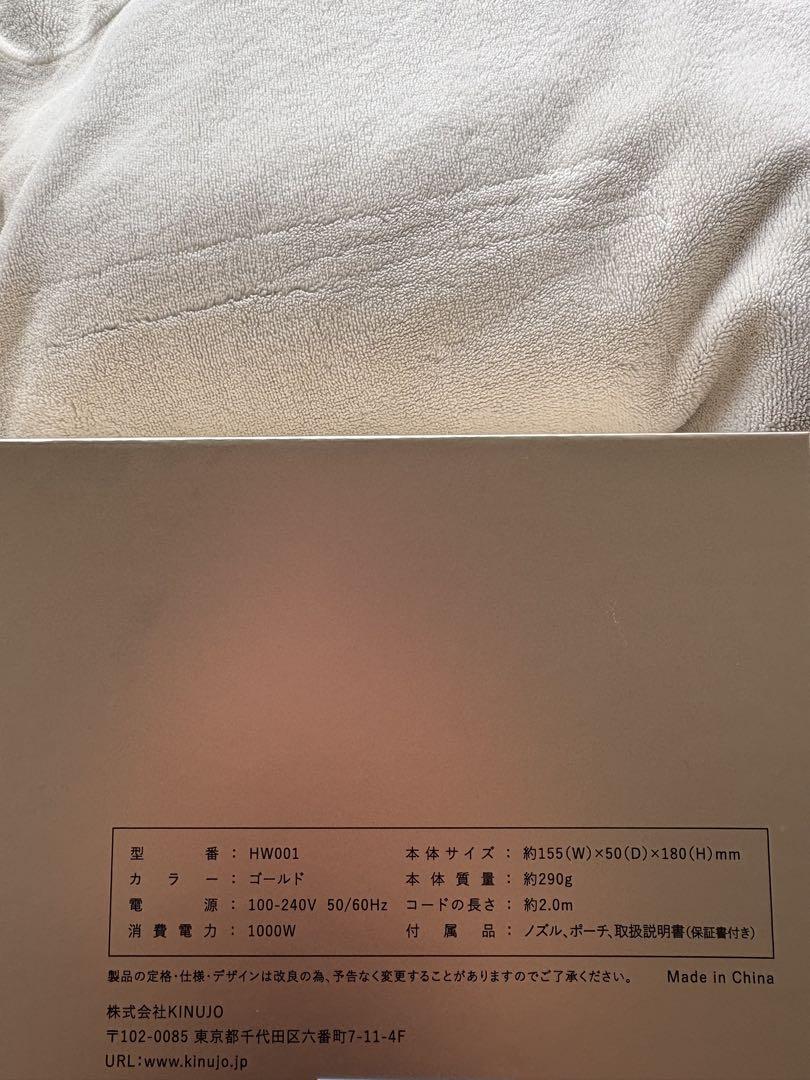 型番：HW001 本体サイズ：約155(W)×50(D)×180(H)mm
カラー：ゴールド 本体質量：約290g
電源：100-240V 50/60Hz コードの長さ：約2.0m
消費電力：1000W 付属品：ノズル、ポーチ、取扱説明書(保証書付き)
製品の定格・仕様・デザインは改良の為、予告なく変更することがありますのでご了承ください。 Made in China
株式会社KINUJO
〒102-0085 東京都千代田区六番町7-11-4F
URL：www.kinujo.jp